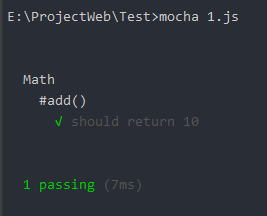 E:\ProjectWeb\Test>mocha 1.js
Math
#add()
√ should return 10
1 passing (7ms)